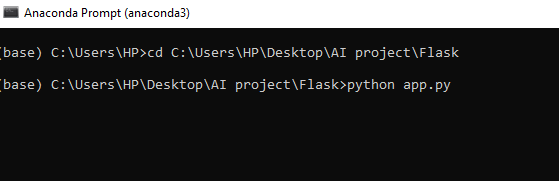 Anaconda Prompt (anaconda3)
(base) C:\Users\HP>cd C:\Users\HP\Desktop\AI project\Flask
(base) C:\Users\HP\Desktop\AI project\Flask>python app.py